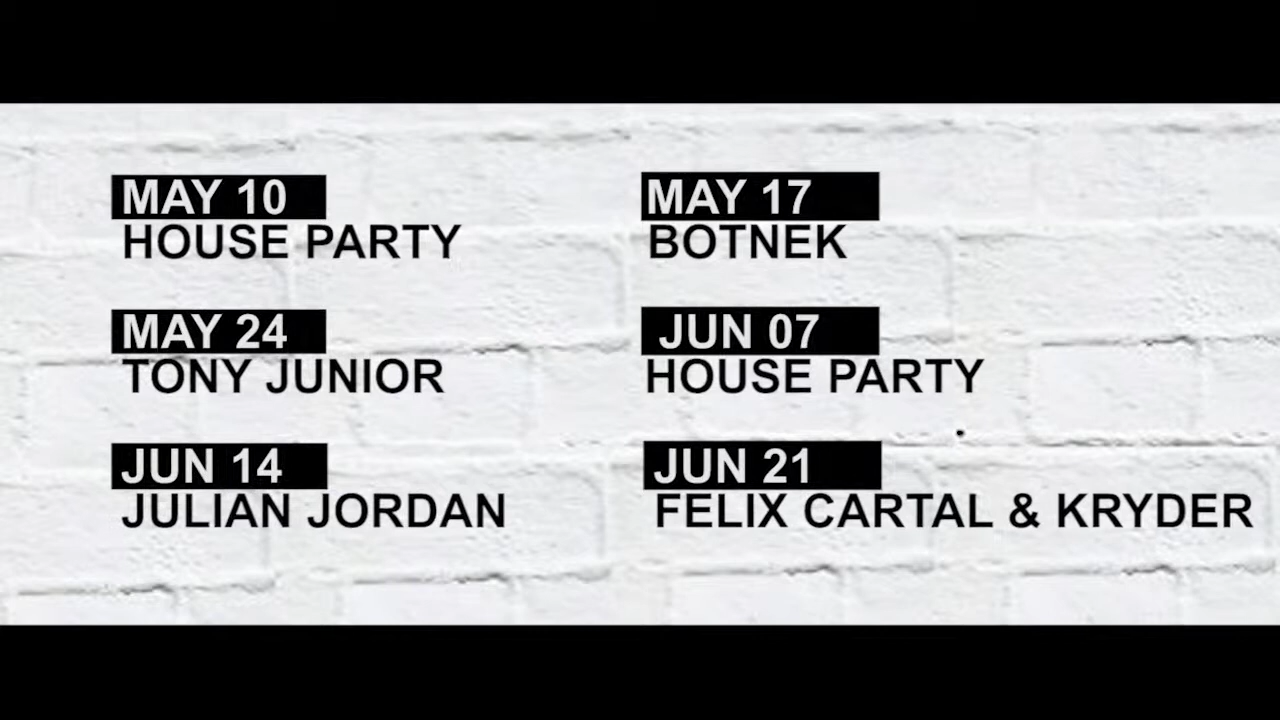 MAY 10
HOUSE PARTY
MAY 17
BOTNEK
MAY 24
TONY JUNIOR
JUN 07
HOUSE PARTY
JUN 14
JULIAN JORDAN
JUN 21
FELIX CARTAL & KRYDER